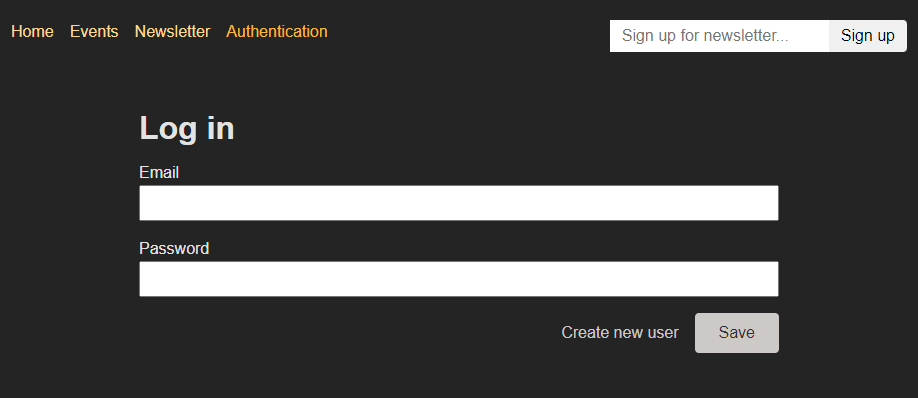 Home Events Newsletter Authentication Sign up for newsletter... Sign up
Log in
Email
Password
Create new user Save